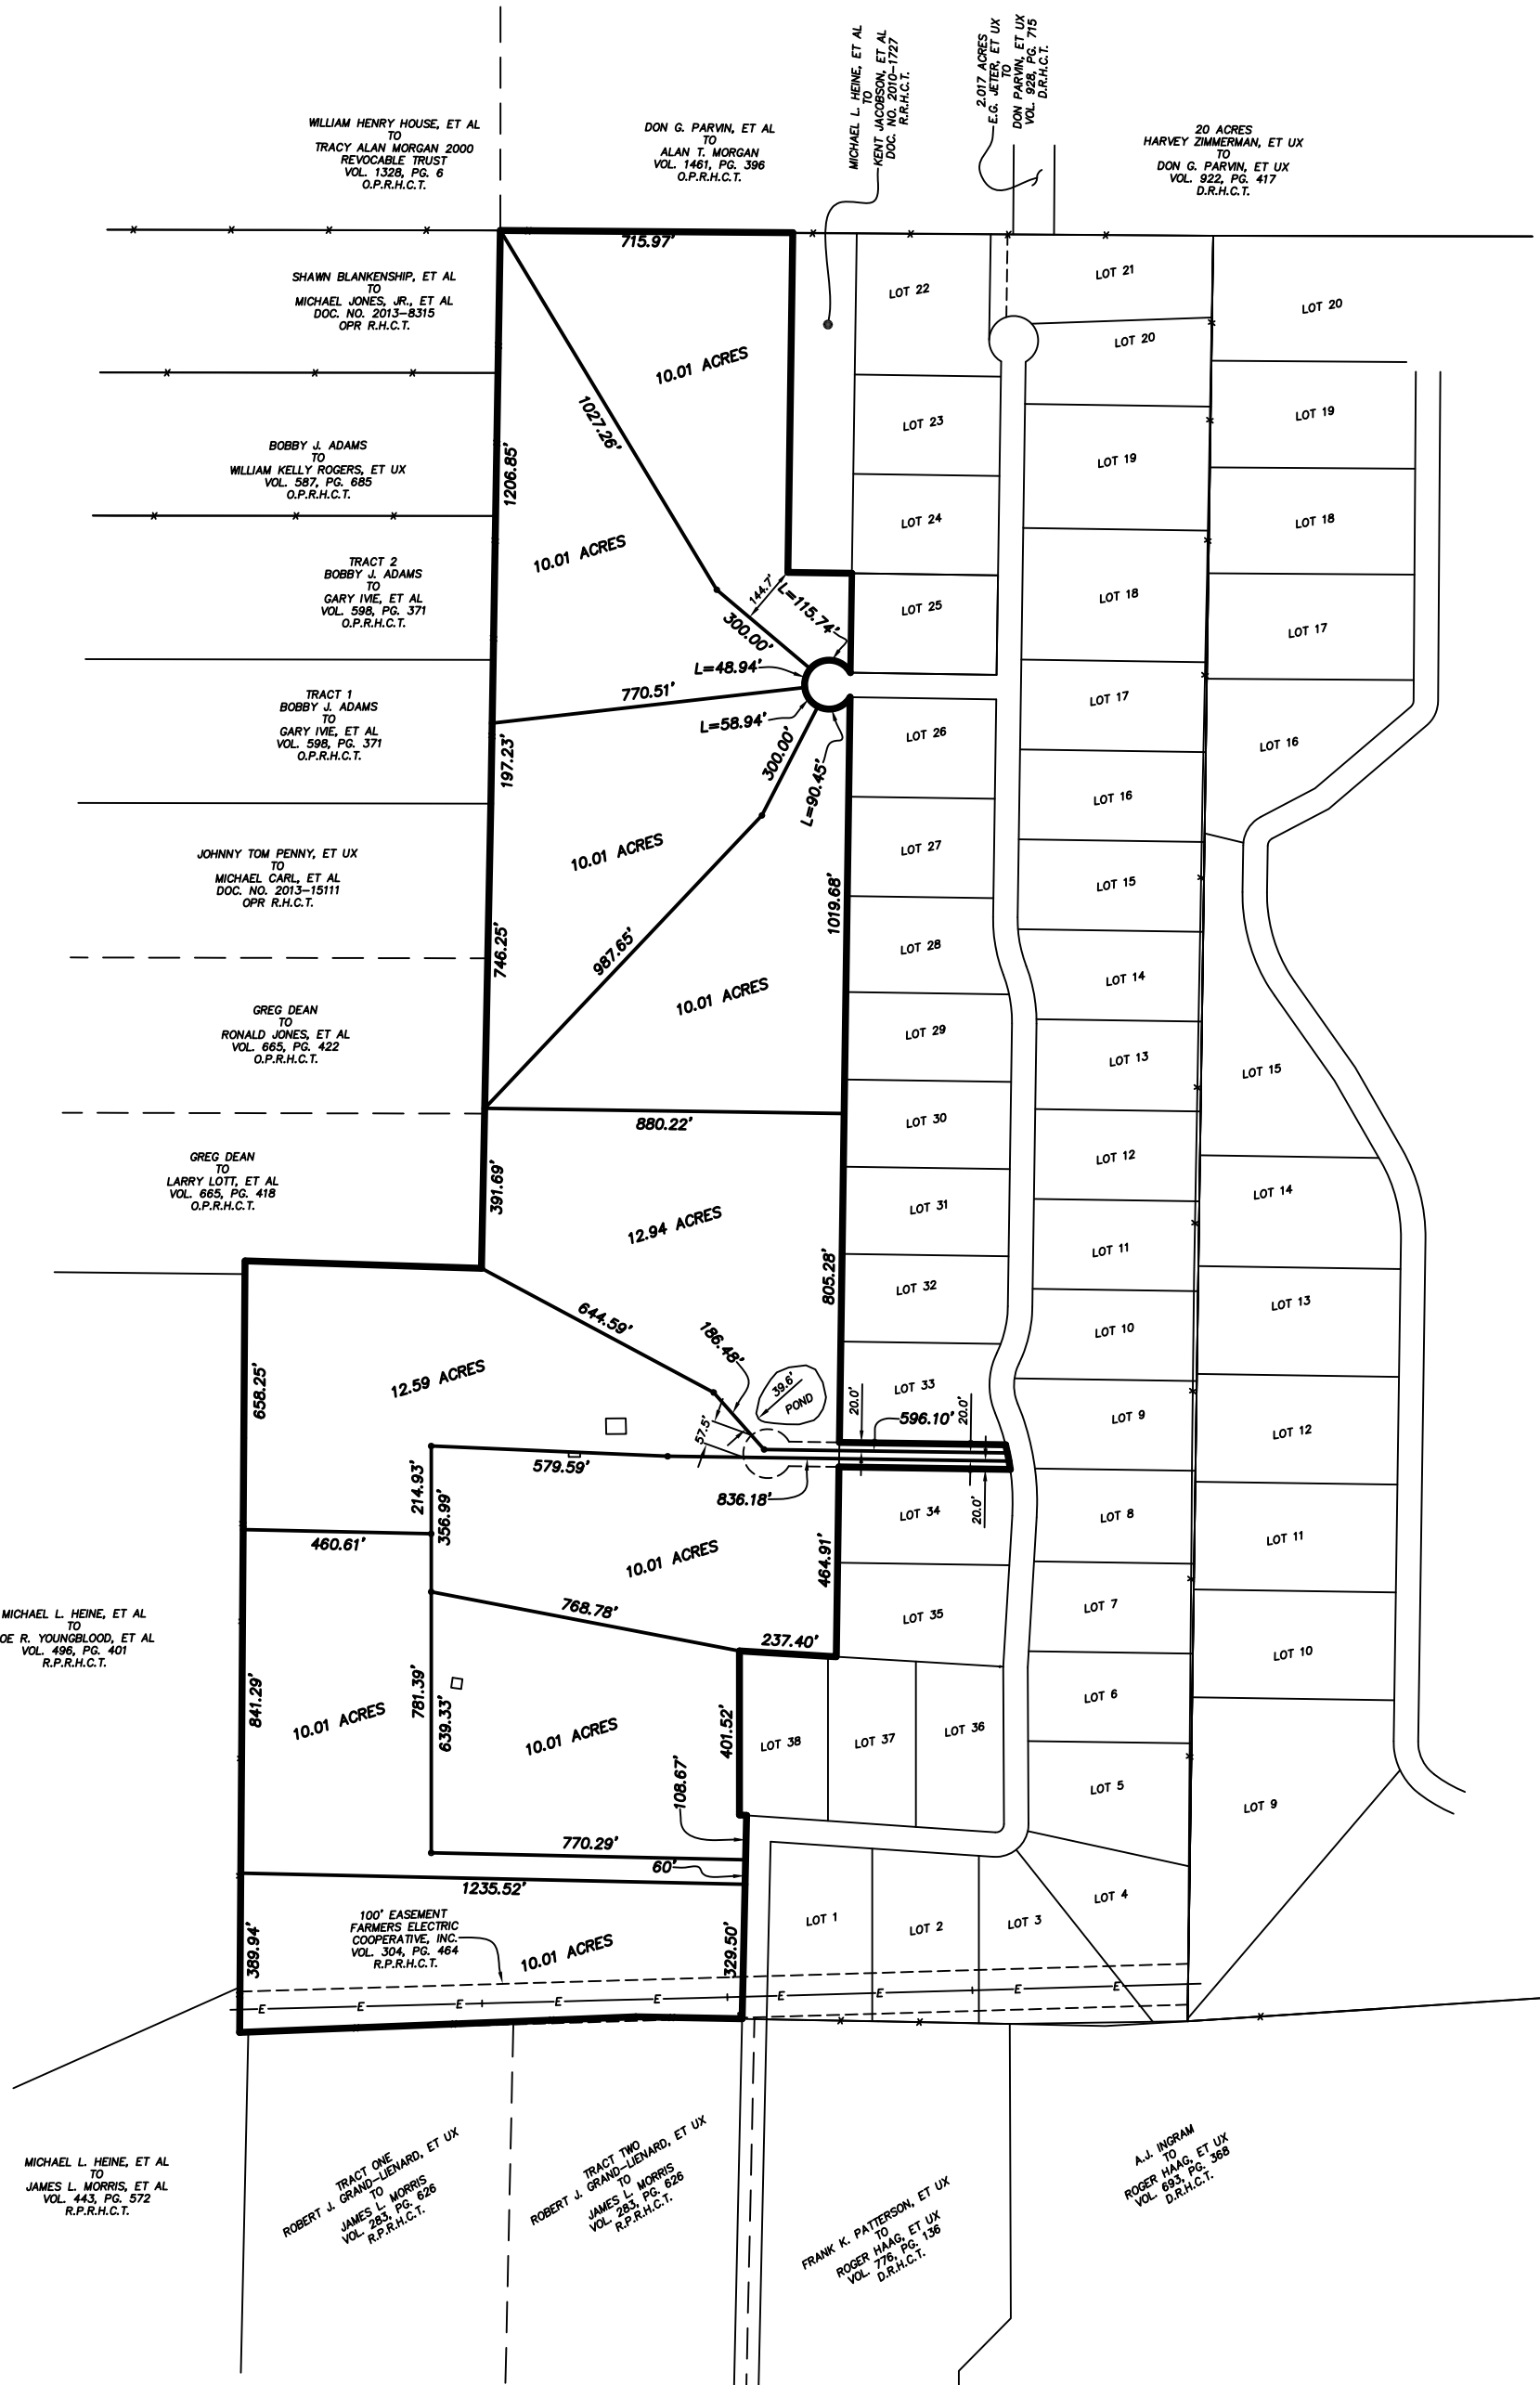 WILLIAM HENRY HOUSE, ET AL
TO
TRACY ALAN MORGAN 2000
REVOCABLE TRUST
VOL. 1328, PG. 6
O.P.R.H.C.T.
DON G. PARVIN, ET AL
TO
ALAN T. MORGAN
VOL. 1461, PG. 396
O.P.R.H.C.T.
MICHAEL L. HEINE, ET AL
TO
KENT JACOBSON, ET AL
DOC. NO. 2010-1727
R.R.H.C.T.
2.017 ACRES
E.G. JETER, ET UX
TO
DON PARVIN, ET UX
VOL. 928, PG. 715
D.R.H.C.T.
20 ACRES
HARVEY ZIMMERMAN, ET UX
TO
DON G. PARVIN, ET UX
VOL. 922, PG. 417
D.R.H.C.T.
SHAWN BLANKENSHIP, ET AL
TO
MICHAEL JONES, JR., ET AL
DOC. NO. 2013-8315
OPR R.H.C.T.
BOBBY J. ADAMS
TO
WILLIAM KELLY ROGERS, ET UX
VOL. 587, PG. 685
O.P.R.H.C.T.
TRACT 2
BOBBY J. ADAMS
TO
GARY IVIE, ET AL
VOL. 598, PG. 371
O.P.R.H.C.T.
TRACT 1
BOBBY J. ADAMS
TO
GARY IVIE, ET AL
VOL. 598, PG. 371
O.P.R.H.C.T.
JOHNNY TOM PENNY, ET UX
TO
MICHAEL CARL, ET AL
DOC. NO. 2013-15111
OPR R.H.C.T.
GREG DEAN
TO
RONALD JONES, ET AL
VOL. 665, PG. 422
O.P.R.H.C.T.
GREG DEAN
TO
LARRY LOTT, ET AL
VOL. 665, PG. 418
O.P.R.H.C.T.
MICHAEL L. HEINE, ET AL
TO
OE R. YOUNGBLOOD, ET AL
VOL. 496, PG. 401
R.P.R.H.C.T.
715.97'
10.01 ACRES
1027.26'
1206.85'
10.01 ACRES
144.7'
L=115.74'
300.00'
L=48.94'
770.51'
L=58.94'
300.00'
L=90.45'
197.23'
10.01 ACRES
746.25'
987.65'
1019.68'
10.01 ACRES
880.22'
391.69'
12.94 ACRES
805.28'
644.59'
186.48'
39.6'
POND
57.5'
20.0'
596.10'
20.0'
20.0'
658.25'
12.59 ACRES
579.59'
836.18'
214.93'
356.99'
460.61'
10.01 ACRES
464.91'
768.78'
237.40'
841.29'
10.01 ACRES
781.39'
639.33'
10.01 ACRES
401.52'
108.67'
770.29'
60'
1235.52'
389.94'
100' EASEMENT
FARMERS ELECTRIC
COOPERATIVE, INC.
VOL. 304, PG. 464
R.P.R.H.C.T.
10.01 ACRES
329.50'
E
E
E
E
E
E
E
E
E
LOT 22
LOT 23
LOT 24
LOT 25
LOT 26
LOT 27
LOT 28
LOT 29
LOT 30
LOT 31
LOT 32
LOT 33
LOT 34
LOT 35
LOT 38
LOT 37
LOT 36
LOT 21
LOT 20
LOT 19
LOT 18
LOT 17
LOT 16
LOT 15
LOT 14
LOT 13
LOT 12
LOT 11
LOT 10
LOT 9
LOT 8
LOT 7
LOT 6
LOT 5
LOT 4
LOT 1
LOT 2
LOT 3
LOT 20
LOT 19
LOT 18
LOT 17
LOT 16
LOT 15
LOT 14
LOT 13
LOT 12
LOT 11
LOT 10
LOT 9
MICHAEL L. HEINE, ET AL
TO
JAMES L. MORRIS, ET AL
VOL. 443, PG. 572
R.P.R.H.C.T.
TRACT ONE
ROBERT J. GRAND-LIENARD, ET UX
TO
JAMES L. MORRIS
VOL. 283, PG. 626
R.P.R.H.C.T.
TRACT TWO
ROBERT J. GRAND-LIENARD, ET UX
TO
JAMES L. MORRIS
VOL. 283, PG. 626
R.P.R.H.C.T.
FRANK K. PATTERSON, ET UX
TO
ROGER HAAG, ET UX
VOL. 776, PG. 136
D.R.H.C.T.
A.J. INGRAM
TO
ROGER HAAG, ET UX
VOL. 693, PG. 368
D.R.H.C.T.